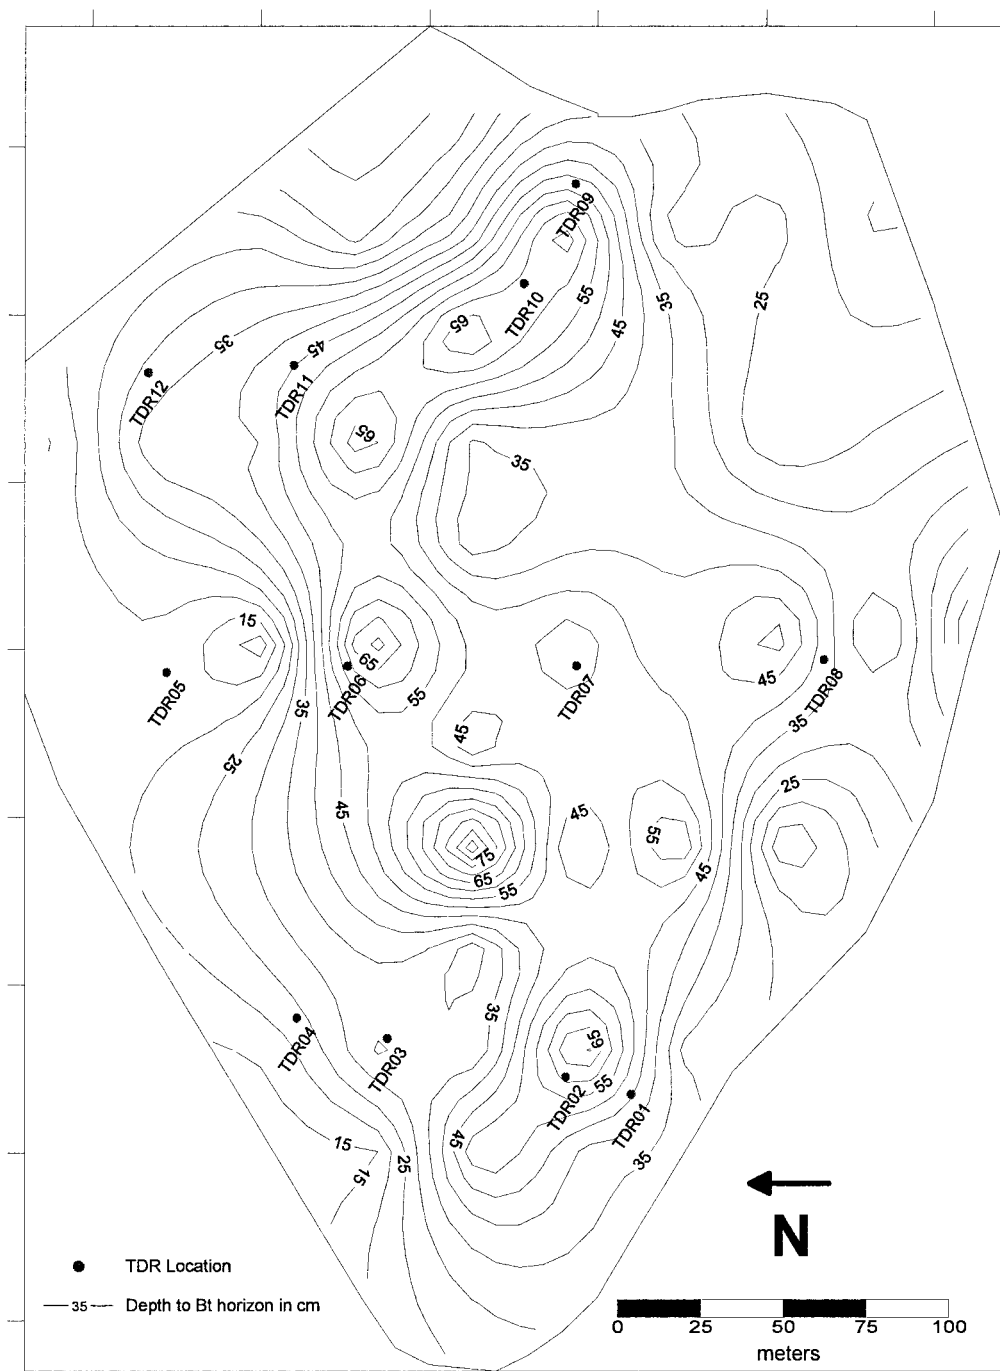 TDR09
TDR10
65
55
35
25
45
35
45
TDR12
TDR11
65
35
15
65
TDR05
TDR06
55
TDR07
45
TDR08
35
45
35
25
45
25
45
55
75
65
55
45
35
TDR04
TDR03
65
55
TDR02
TDR01
45
35
15
25
15
N
TDR Location
35 Depth to Bt horizon in cm
0 25 50 75 100
meters